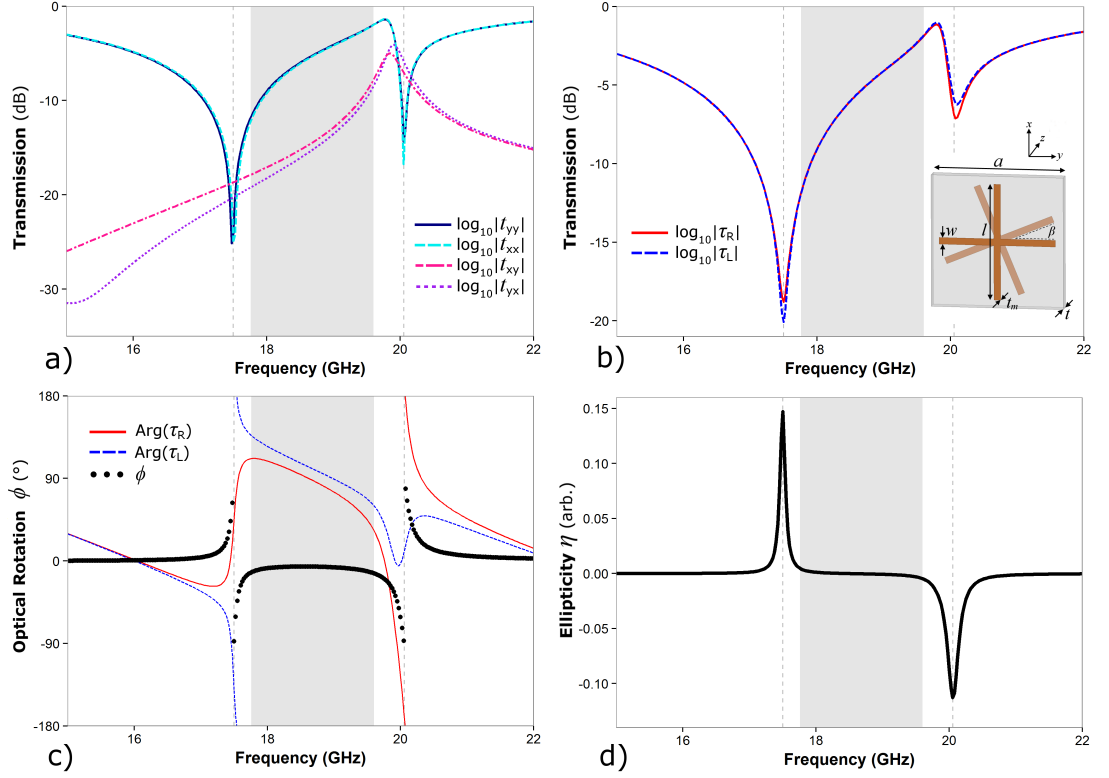 0
-10
-20
-30
Transmission (dB)
log10|tyy|
log10|txx|
log10|txy|
log10|tyx|
16
18
20
22
Frequency (GHz)
a)
0
-5
-10
-15
-20
Transmission (dB)
log10|τR|
log10|τL|
x
z
y
a
w
l
β
tm
t
16
18
20
22
Frequency (GHz)
b)
180
90
0
-90
-180
Optical Rotation ϕ (°)
Arg(τR)
Arg(τL)
ϕ
16
18
20
22
Frequency (GHz)
c)
0.15
0.10
0.05
0.00
-0.05
-0.10
Ellipticity η (arb.)
16
18
20
22
Frequency (GHz)
d)